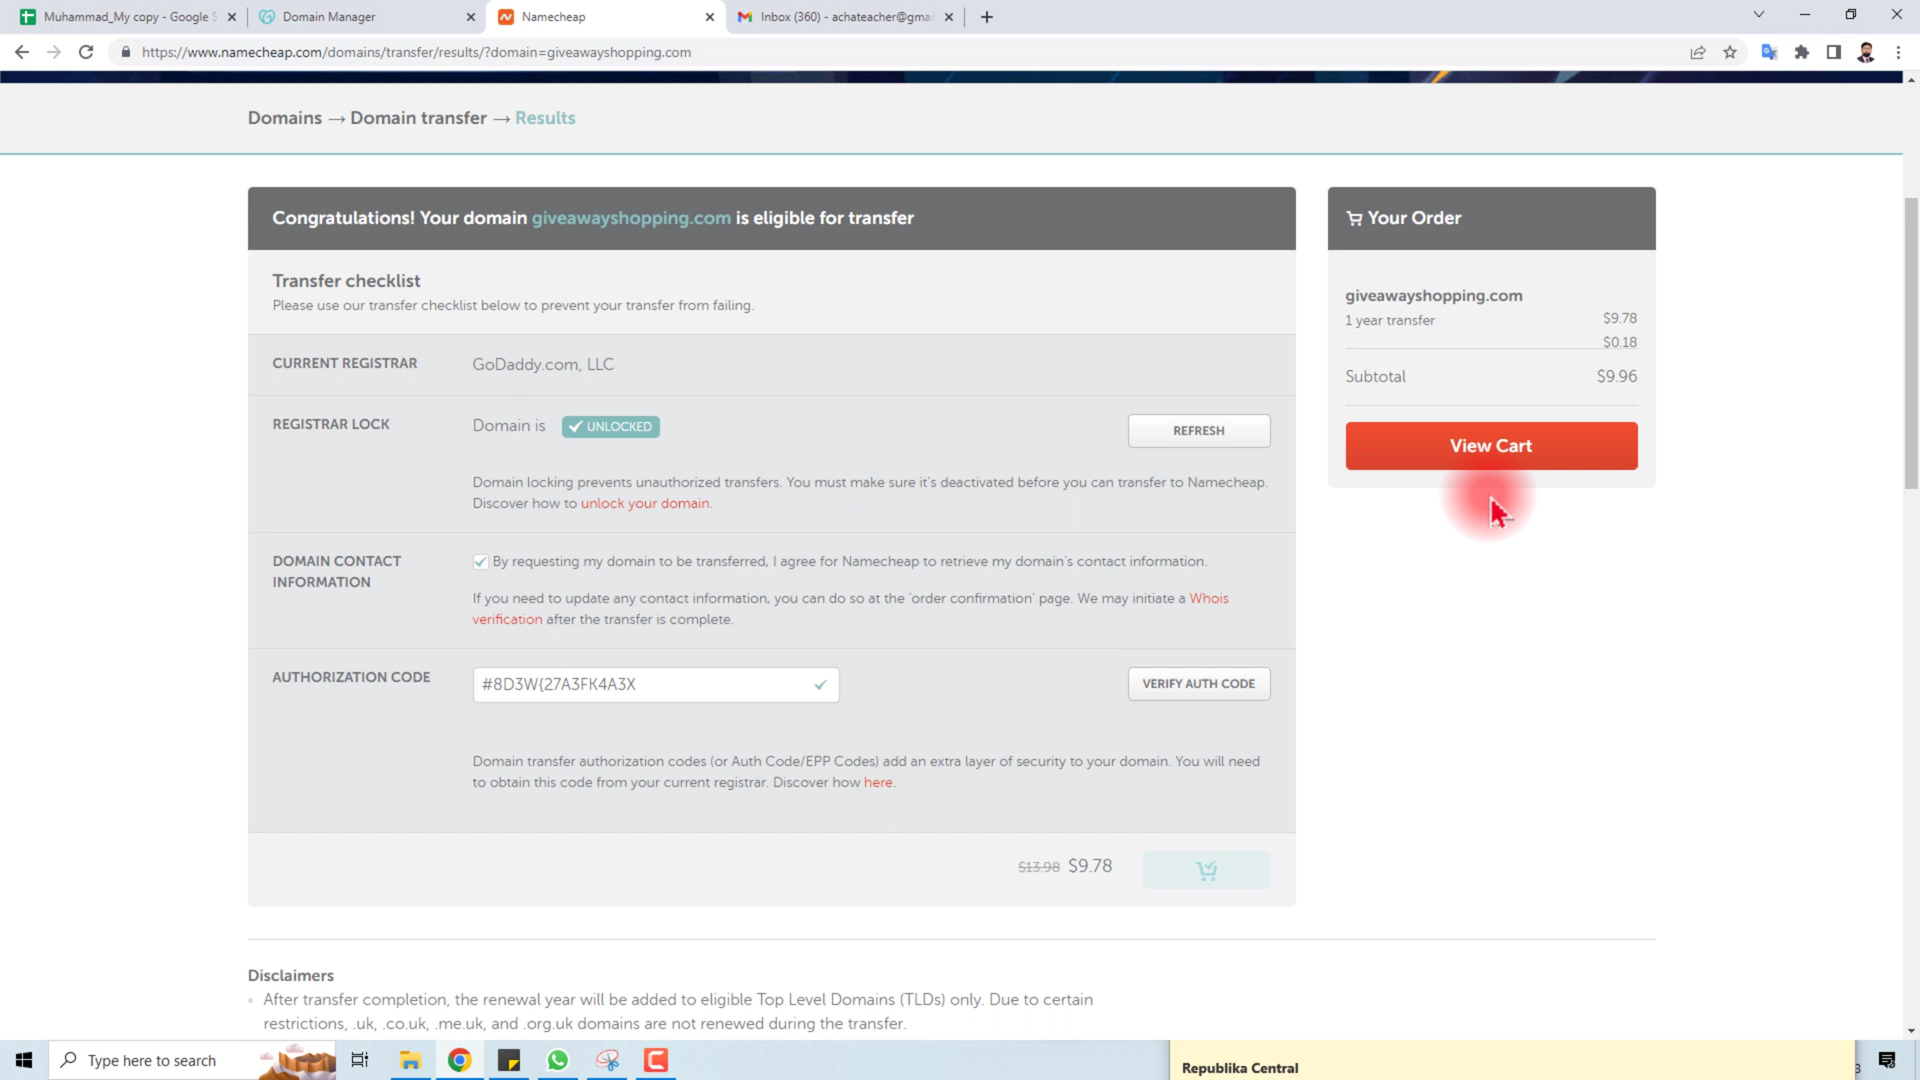 Muhammad_My copy - Google S
Domain Manager
Namecheap
Inbox (360) - achateacher@gmai
https://www.namecheap.com/domains/transfer/results/?domain=giveawayshopping.com
Domains → Domain transfer → Results
Congratulations! Your domain giveawayshopping.com is eligible for transfer
Transfer checklist
Please use our transfer checklist below to prevent your transfer from failing.
CURRENT REGISTRAR
GoDaddy.com, LLC
REGISTRAR LOCK
Domain is UNLOCKED
REFRESH
Domain locking prevents unauthorized transfers. You must make sure it's deactivated before you can transfer to Namecheap.
Discover how to unlock your domain.
DOMAIN CONTACT
INFORMATION
By requesting my domain to be transferred, I agree for Namecheap to retrieve my domain's contact information.
If you need to update any contact information, you can do so at the 'order confirmation' page. We may initiate a Whois
verification after the transfer is complete.
AUTHORIZATION CODE
#8D3W{27A3FK4A3X
VERIFY AUTH CODE
Domain transfer authorization codes (or Auth Code/EPP Codes) add an extra layer of security to your domain. You will need
to obtain this code from your current registrar. Discover how here.
$13.98 $9.78
Your Order
giveawayshopping.com
1 year transfer $9.78
$0.18
Subtotal $9.96
View Cart
Disclaimers
After transfer completion, the renewal year will be added to eligible Top Level Domains (TLDs) only. Due to certain
restrictions, .uk, .co.uk, .me.uk, and .org.uk domains are not renewed during the transfer.
Type here to search
Republika Central
3